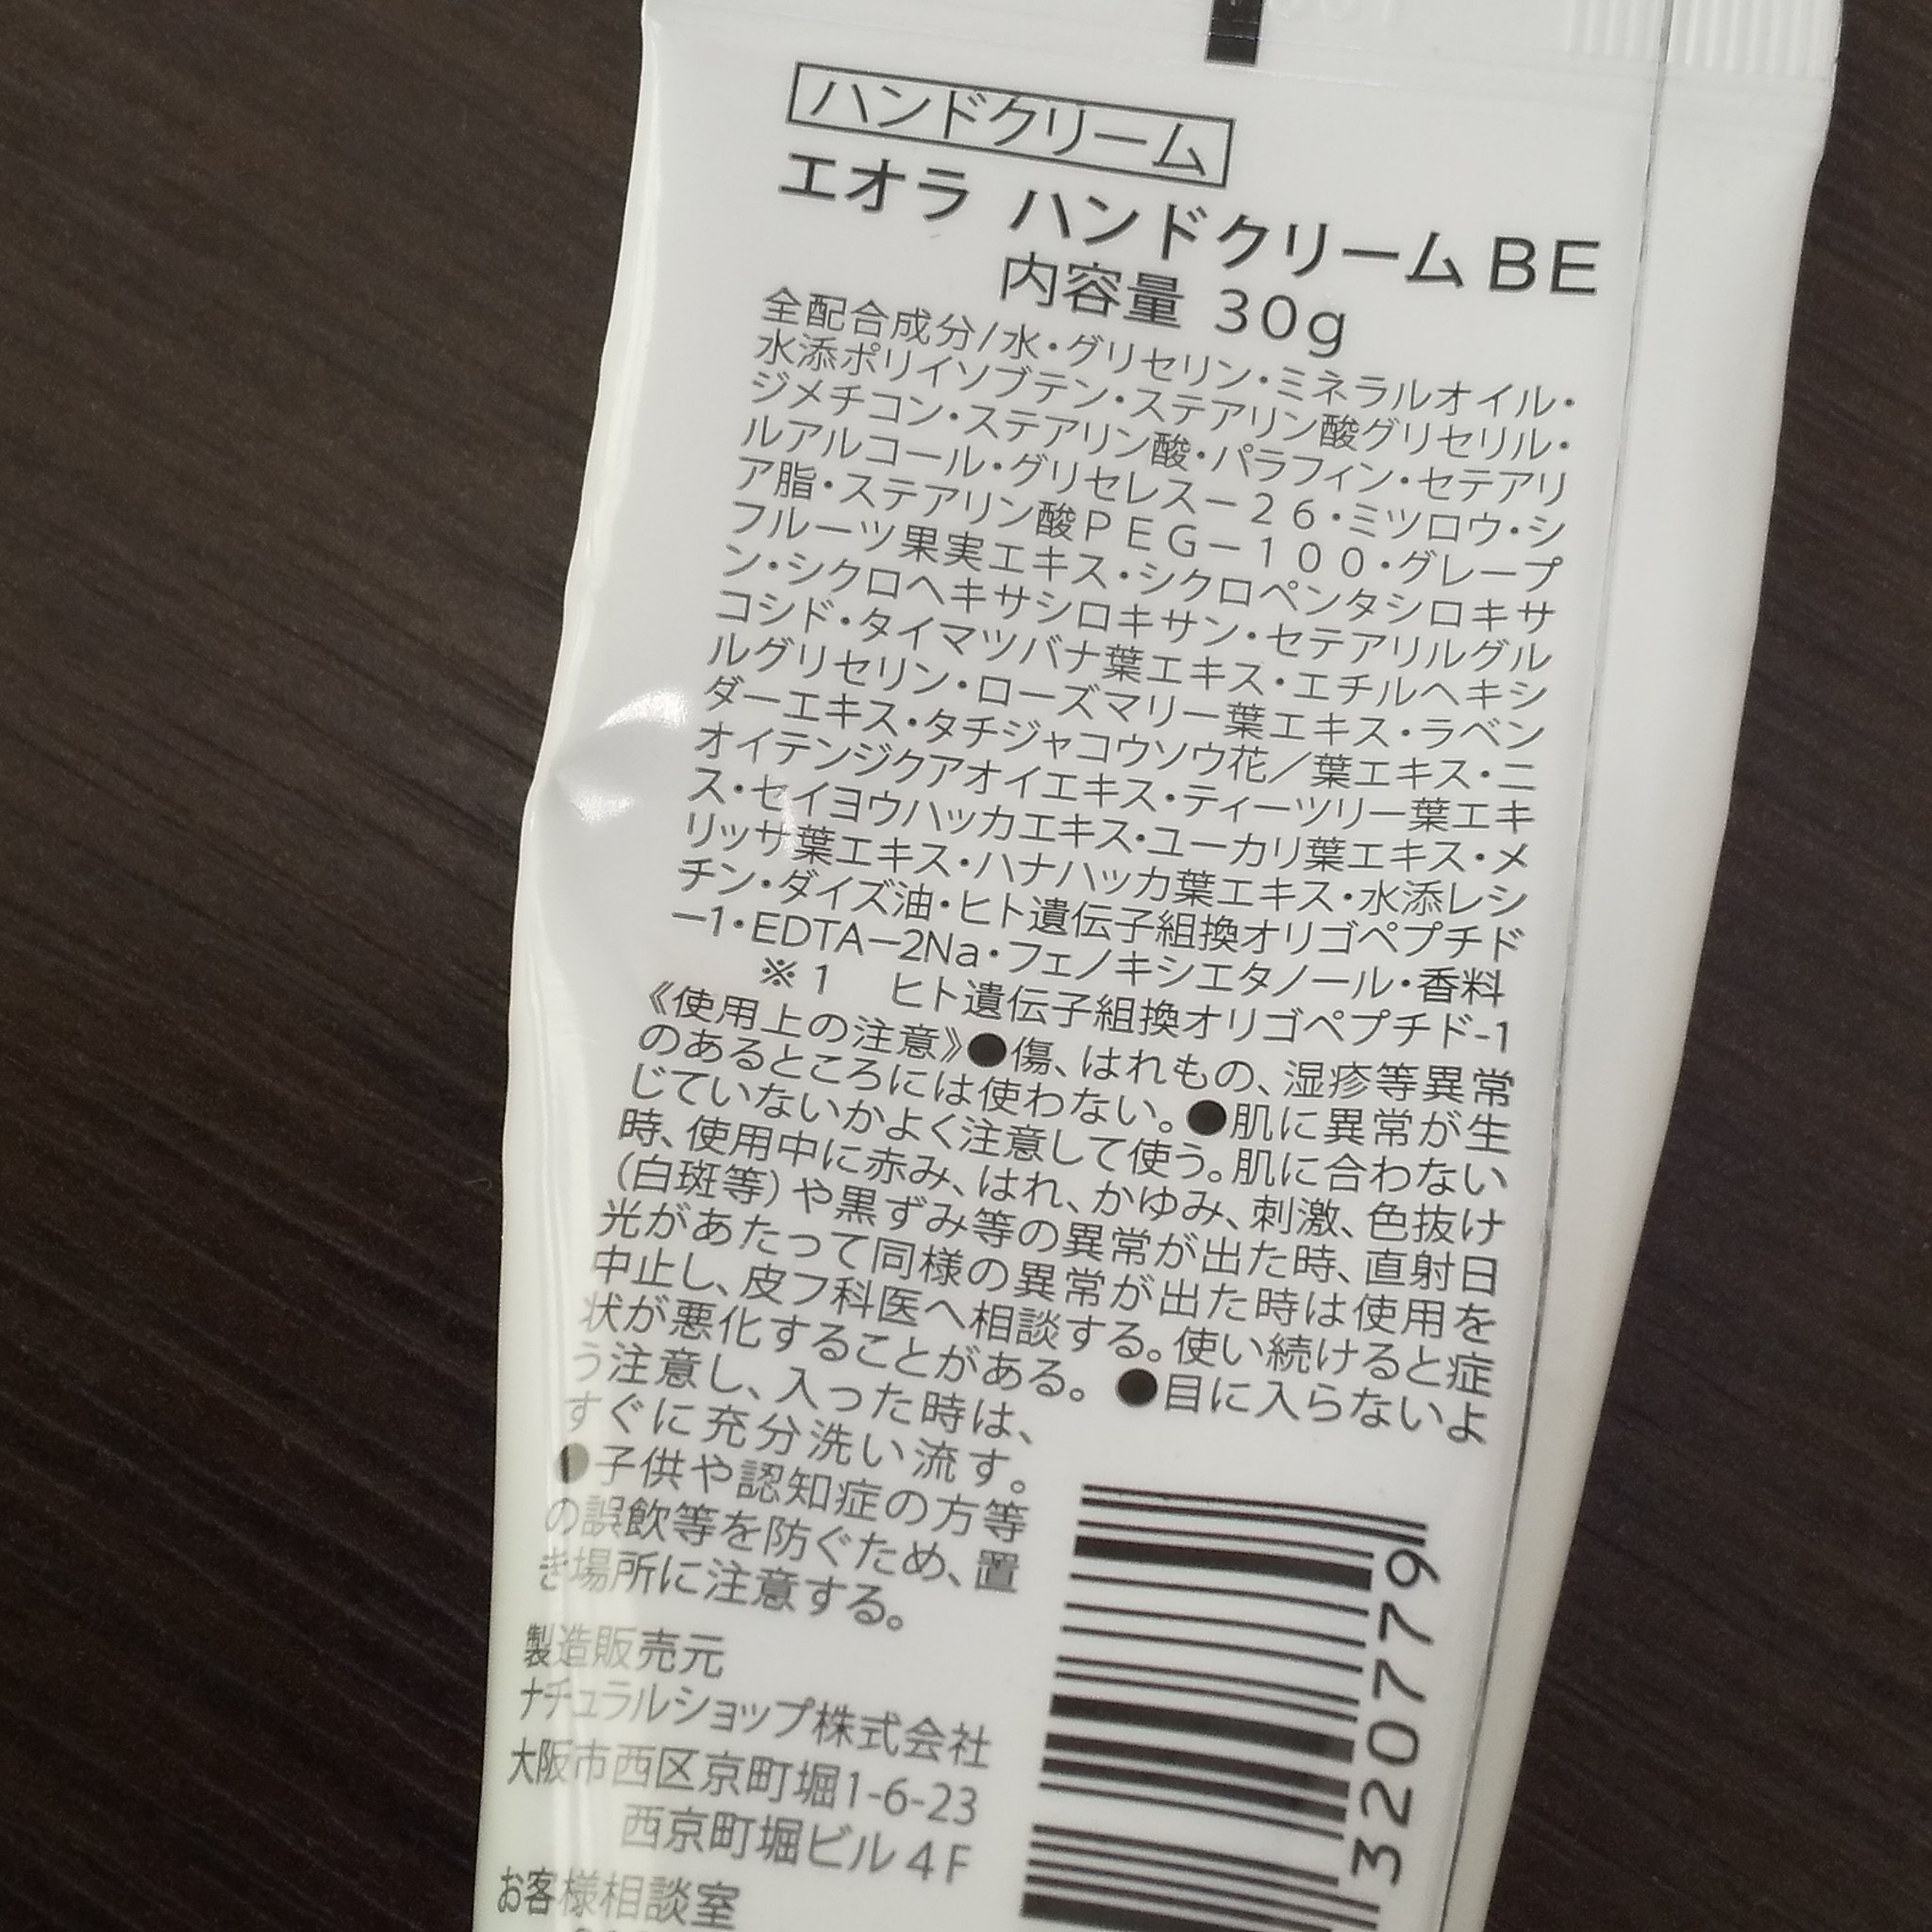 ハンドクリーム
エオラ ハンドクリームBE
内容量 30g
全配合成分/水・グリセリン・ミネラルオイル・
水添ポリイソブテン・ステアリン酸グリセリル・
ジメチコン・ステアリン酸・パラフィン・セテアリ
ルアルコール・グリセレスー26・ミツロウ・シ
ア脂・ステアリン酸PEGー100・グレープ
フルーツ果実エキス・シクロペンタシロキサ
ン・シクロヘキサシロキサン・セテアリルグル
コシド・タイマツバナ葉エキス・エチルヘキシ
ルグリセリン・ローズマリー葉エキス・ラベン
ダーエキス・タチジャコウソウ花／葉エキス・ニ
オイテンジクアオイエキス・ティーツリー葉エキ
ス・セイヨウハッカエキス・ユーカリ葉エキス・メ
リッサ葉エキス・ハナハッカ葉エキス・水添レシ
チン・ダイズ油・ヒト遺伝子組換オリゴペプチド
ー1・EDTAー2Na・フェノキシエタノール・香料
※1 ヒト遺伝子組換オリゴペプチド-1
《使用上の注意》●傷、はれもの、湿疹等異常
のあるところには使わない。●肌に異常が生
じていないかよく注意して使う。肌に合わない
時、使用中に赤み、はれ、かゆみ、刺激、色抜け
（白斑等）や黒ずみ等の異常が出た時、直射日
光があたって同様の異常が出た時は使用を
中止し、皮フ科医へ相談する。使い続けると症
状が悪化することがある。●目に入らないよ
う注意し、入った時は、
すぐに充分洗い流す。
●子供や認知症の方等
の誤飲等を防ぐため、置
き場所に注意する。
製造販売元
ナチュラルショップ株式会社
大阪市西区京町堀1-6-23
西京町堀ビル4F
お客様相談室
320779